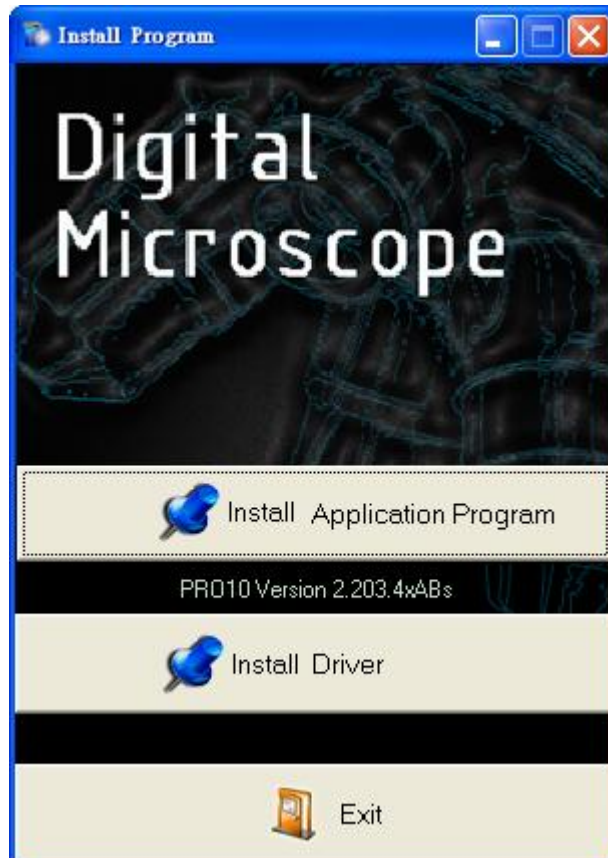 Install Program
Digital
Microscope
Install Application Program
PRO10 Version 2.203.4xABs
Install Driver
Exit